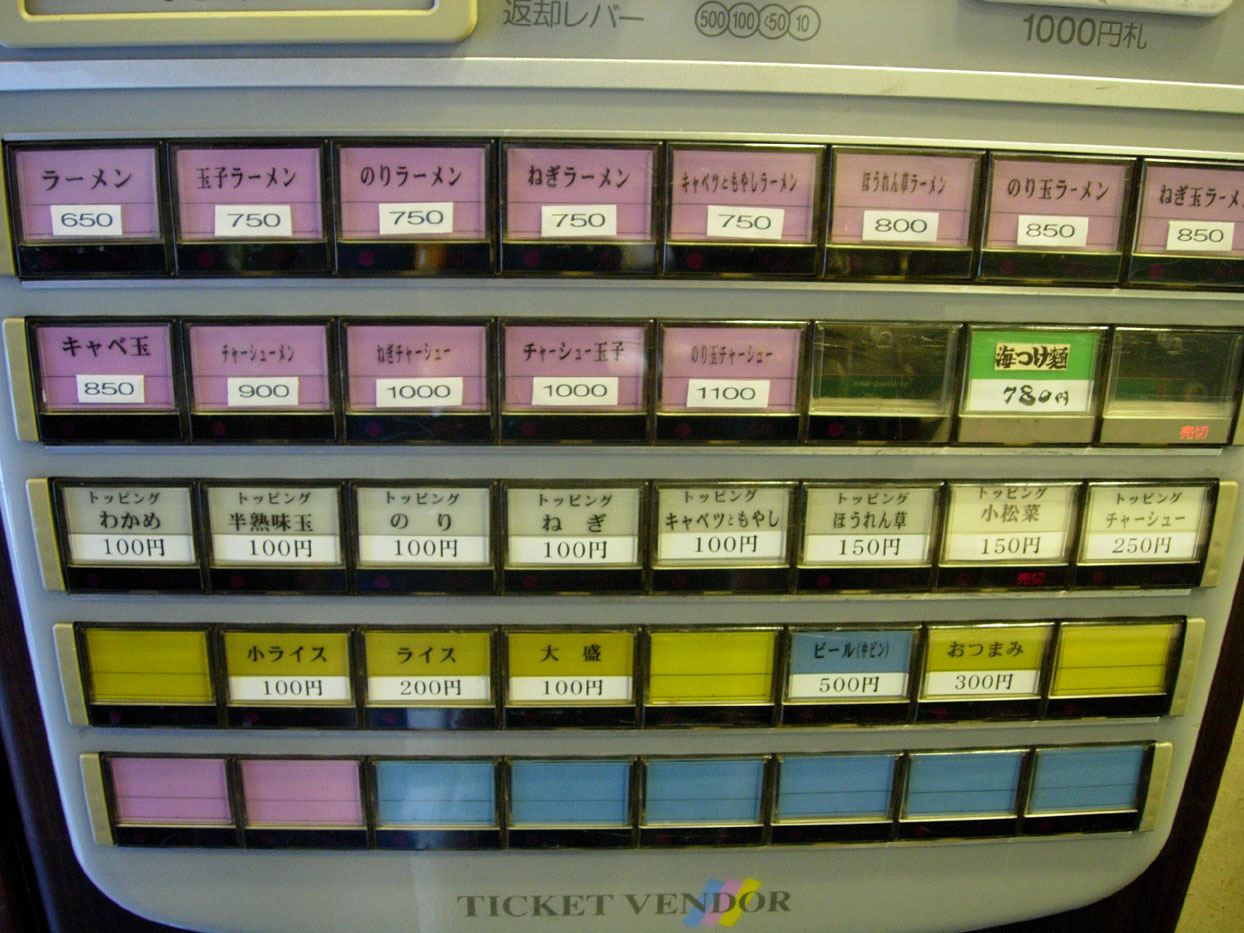 返却レバー
500 100 50 10
1000円札
ラーメン
650
玉子ラーメン
750
のりラーメン
750
ねぎラーメン
750
キャベツともやしラーメン
750
ほうれん草ラーメン
800
のり玉ラーメン
850
ねぎ玉ラーメ
850
キャベ玉
850
チャーシューメン
900
ねぎチャーシュー
1000
チャーシュー玉子
1000
のり玉チャーシュー
1100
海つけ麺
780円
売切
トッピング
わかめ
100円
トッピング
半熟味玉
100円
トッピング
のり
100円
トッピング
ねぎ
100円
トッピング
キャベツともやし
100円
トッピング
ほうれん草
150円
トッピング
小松菜
150円
売切
トッピング
チャーシュー
250円
小ライス
100円
ライス
200円
大盛
100円
ビール(中ビン)
500円
おつまみ
300円
TICKET VENDOR